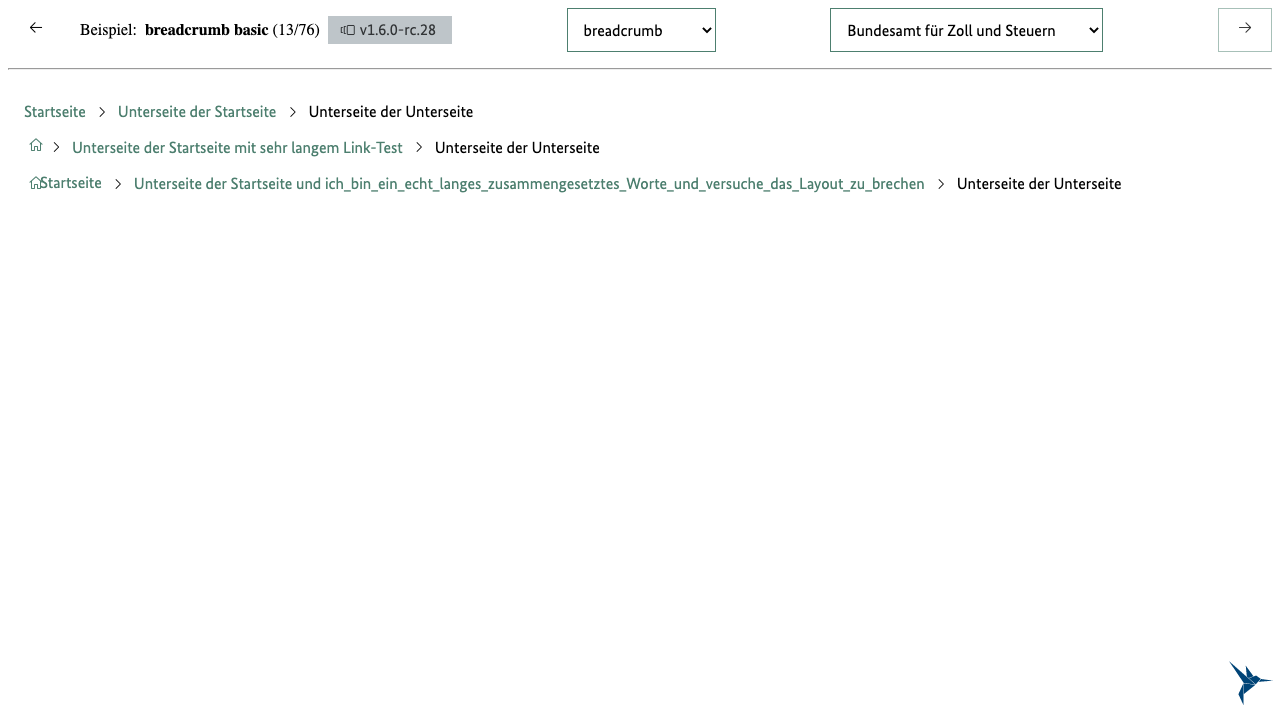 Beispiel: breadcrumb basic (13/76) v1.6.0-rc.28 breadcrumb Bundesamt für Zoll und Steuern
Startseite Unterseite der Startseite Unterseite der Unterseite
Unterseite der Startseite mit sehr langem Link-Test Unterseite der Unterseite
Startseite Unterseite der Startseite und ich_bin_ein_echt_langes_zusammengesetztes_Worte_und_versuche_das_Layout_zu_brechen Unterseite der Unterseite